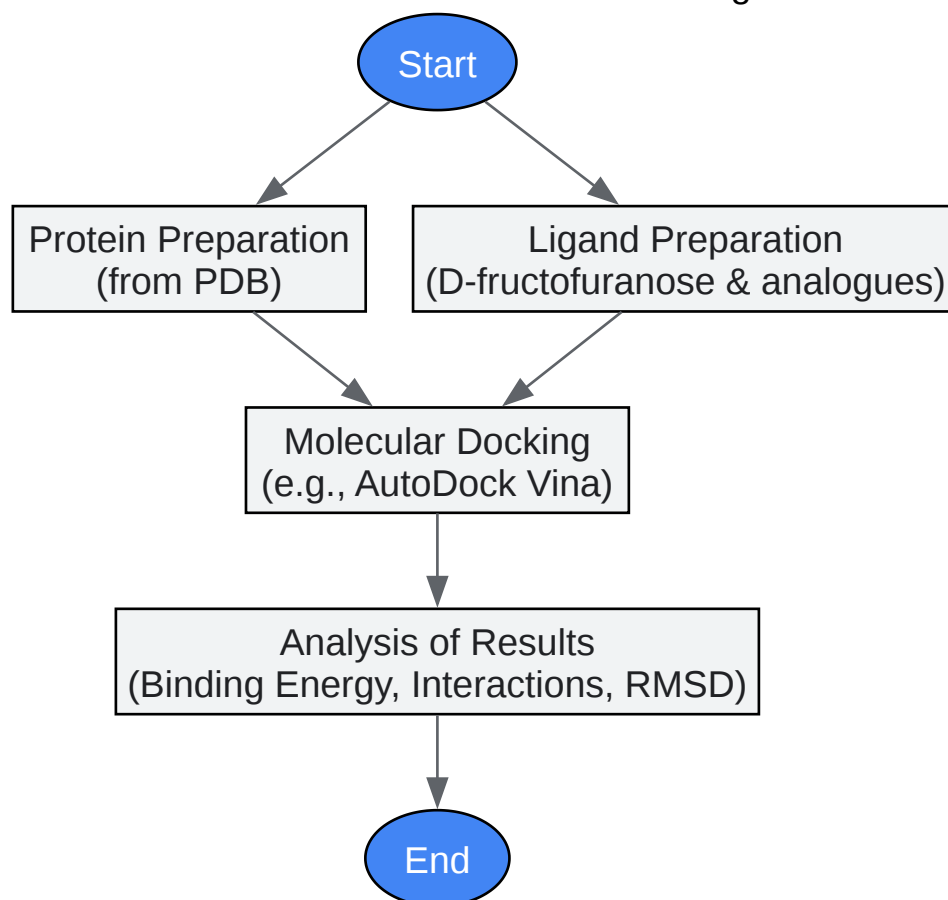 Start
Protein Preparation
(from PDB)
Ligand Preparation
(D-fructofuranose & analogues)
Molecular Docking
(e.g., AutoDock Vina)
Analysis of Results
(Binding Energy, Interactions, RMSD)
End